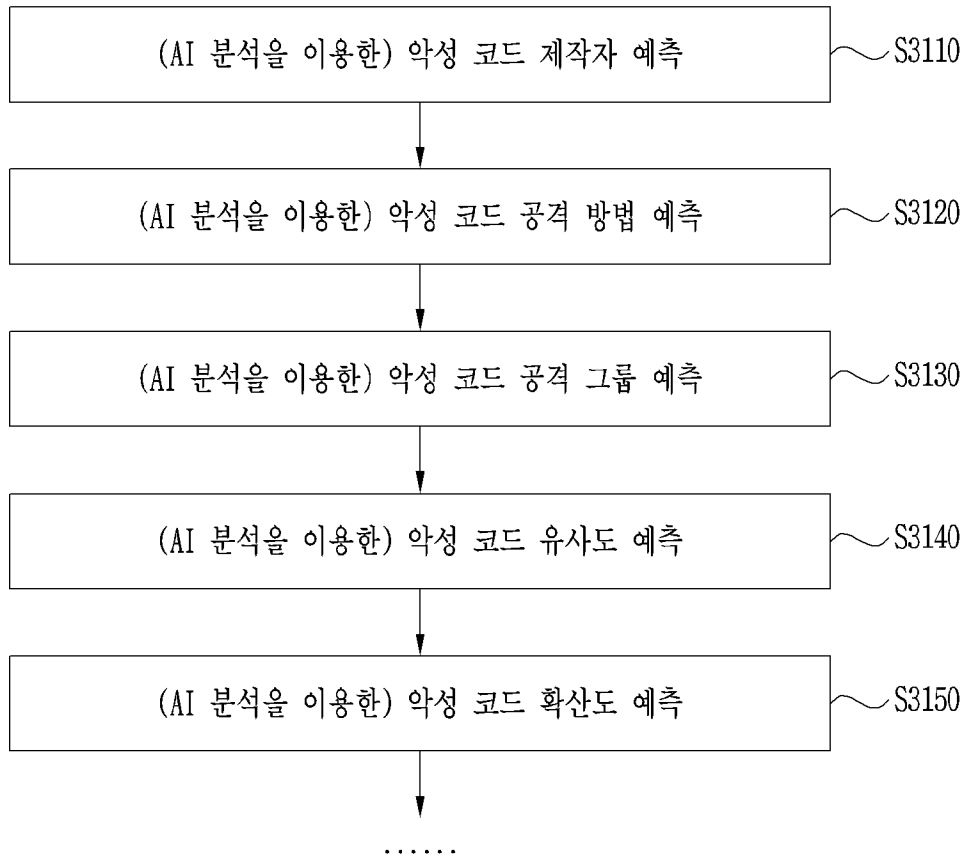 (AI 분석을 이용한) 악성 코드 제작자 예측 S3110
(AI 분석을 이용한) 악성 코드 공격 방법 예측 S3120
(AI 분석을 이용한) 악성 코드 공격 그룹 예측 S3130
(AI 분석을 이용한) 악성 코드 유사도 예측 S3140
(AI 분석을 이용한) 악성 코드 확산도 예측 S3150
......